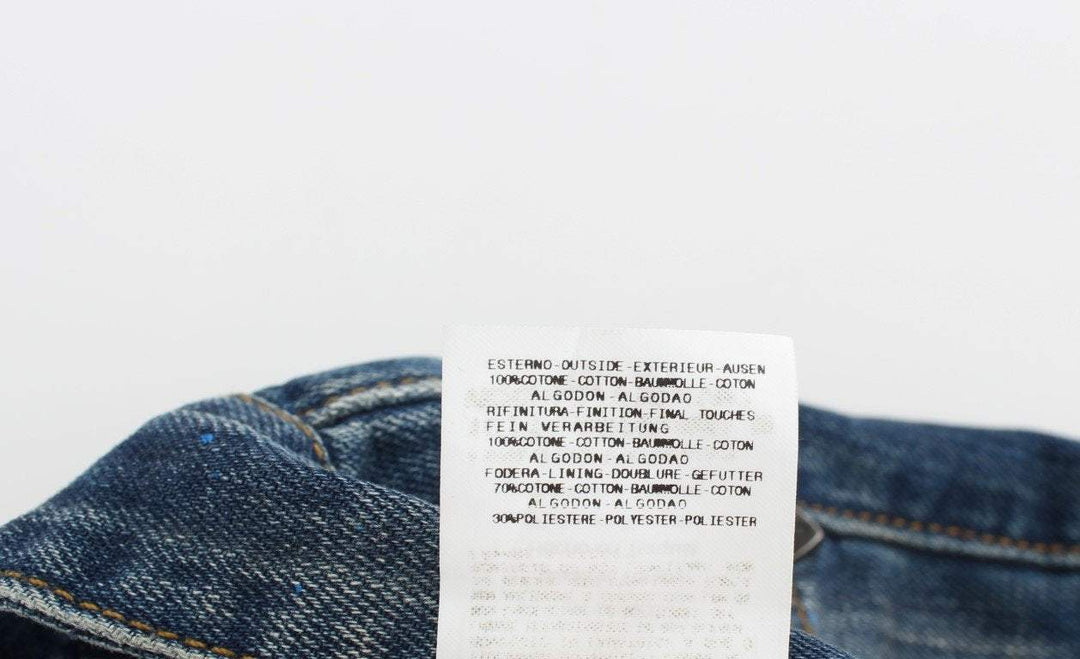 ESTERNO-OUTSIDE-EXTERIEUR-AUSEN
100%COTONE-COTTON-BAUMWOLLE-COTON
ALGODON-ALGODAO
RIFINITURA-FINITION-FINAL TOUCHES
FEIN VERARBEITUNG
100%COTONE-COTTON-BAUMWOLLE-COTON
ALGODON-ALGODAO
FODERA-LINING-DOUBLURE-GEFUTTER
70%COTONE-COTTON-BAUMWOLLE-COTON
ALGODON-ALGODAO
30%POLIESTERE-POLYESTER-POLIESTER